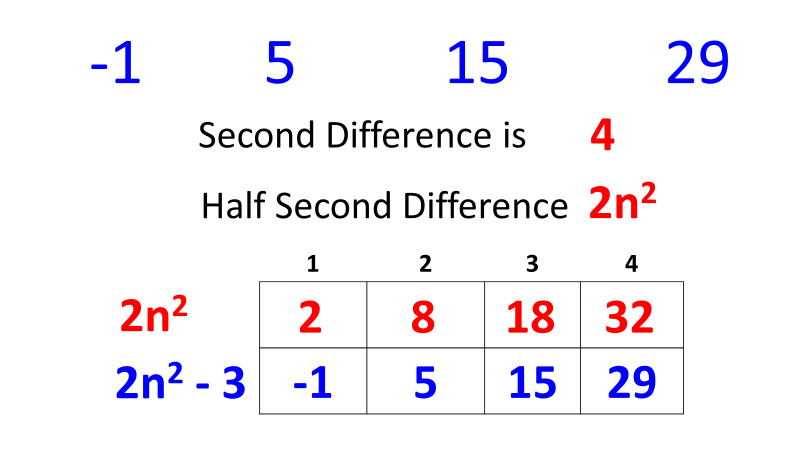 -1 5 15 29
Second Difference is 4
Half Second Difference 2n²
1 2 3 4
2n² 2 8 18 32
2n² - 3 -1 5 15 29